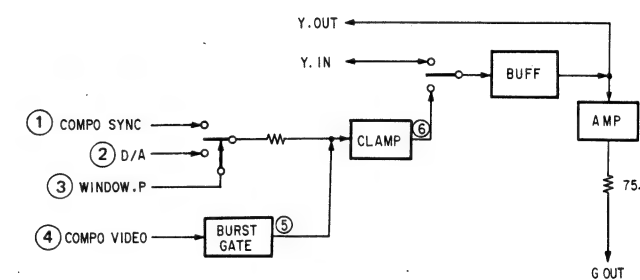 Y.OUT
Y.IN
BUFF
① COMPO SYNC
② D/A
③ WINDOW.P
CLAMP
⑥
AMP
75.
④ COMPO VIDEO
BURST
GATE
⑤
G OUT